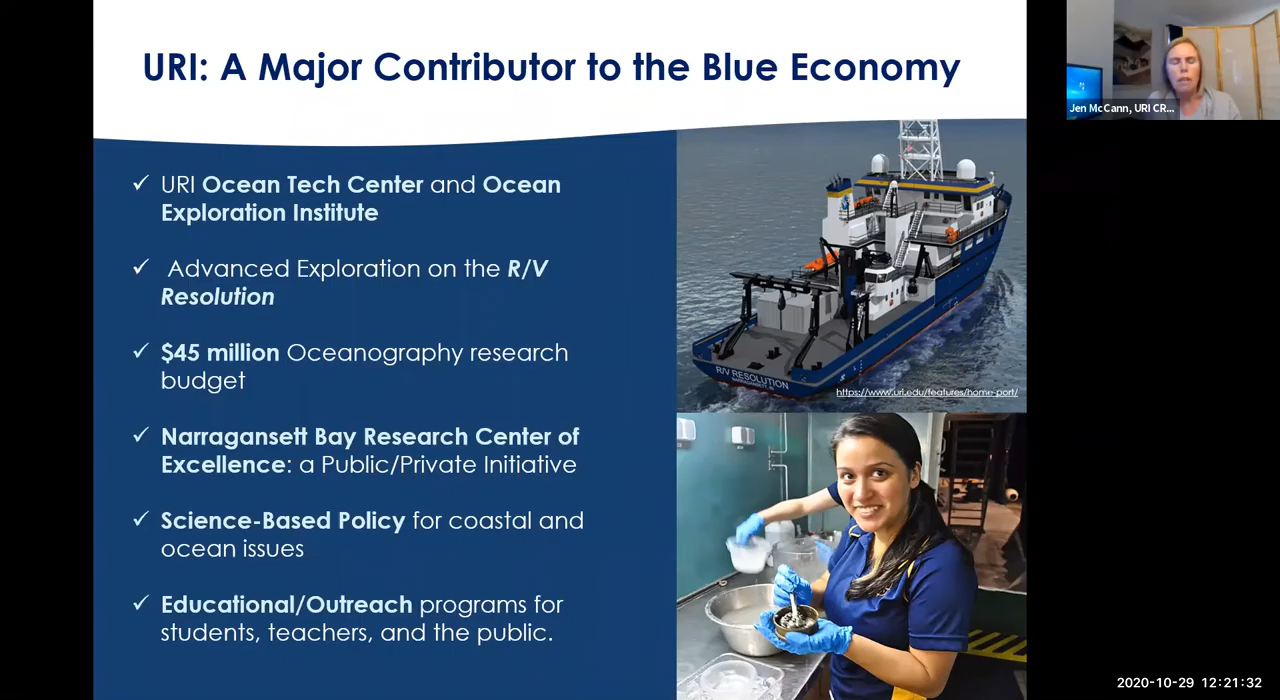 URI: A Major Contributor to the Blue Economy
Jen McCann, URI CR...
✓ URI Ocean Tech Center and Ocean
Exploration Institute
✓ Advanced Exploration on the R/V
Resolution
✓ $45 million Oceanography research
budget
✓ Narragansett Bay Research Center of
Excellence: a Public/Private Initiative
✓ Science-Based Policy for coastal and
ocean issues
✓ Educational/Outreach programs for
students, teachers, and the public.
R/V RESOLUTION
NARRAGANSETT, RI
https://www.uri.edu/features/home-port/
2020-10-29 12:21:32